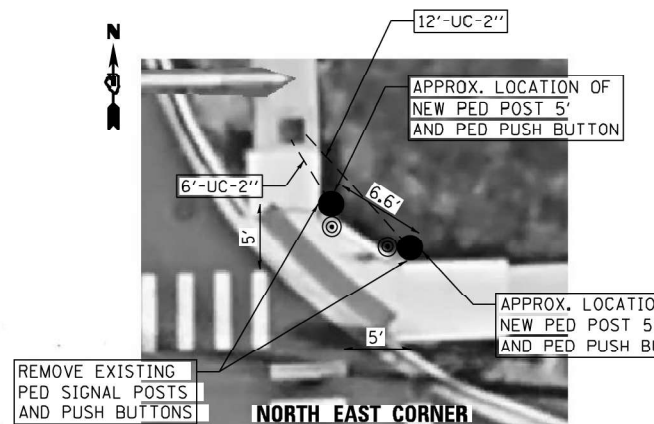 N
12'-UC-2''
APPROX. LOCATION OF
NEW PED POST 5'
AND PED PUSH BUTTON
6'-UC-2''
6.6'
5'
APPROX. LOCATIO
NEW PED POST 5
AND PED PUSH BU
5'
REMOVE EXISTING
PED SIGNAL POSTS
AND PUSH BUTTONS
NORTH EAST CORNER